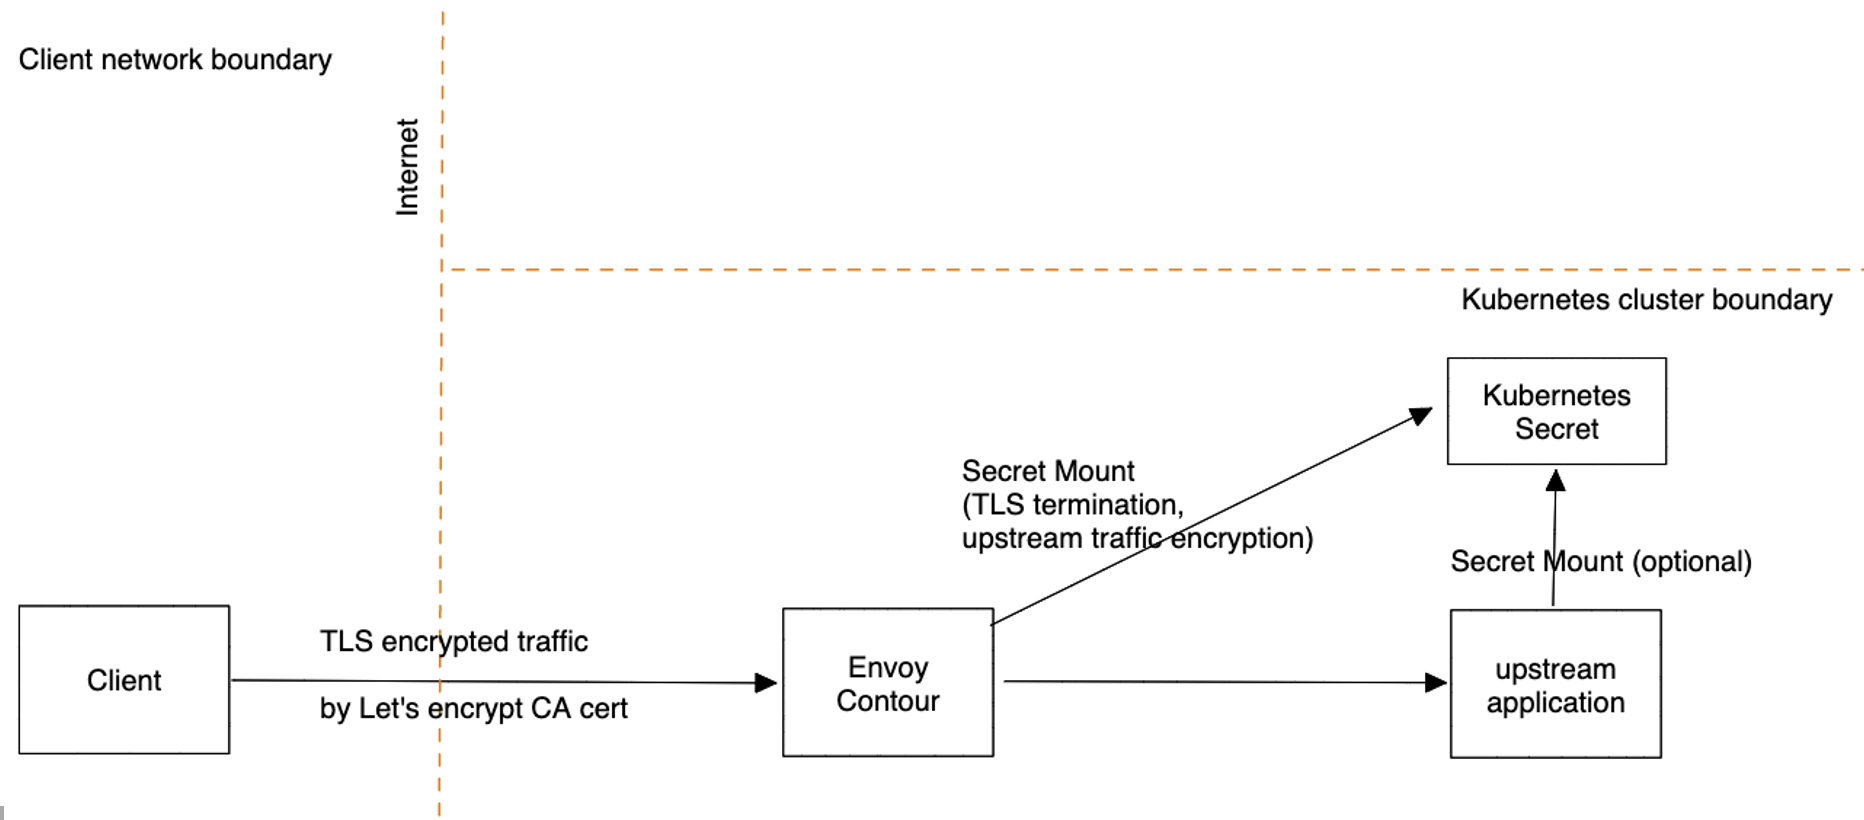 Client network boundary
Internet
Kubernetes cluster boundary
Kubernetes
Secret
Secret Mount
(TLS termination,
upstream traffic encryption)
Secret Mount (optional)
TLS encrypted traffic
by Let's encrypt CA cert
Client
Envoy
Contour
upstream
application